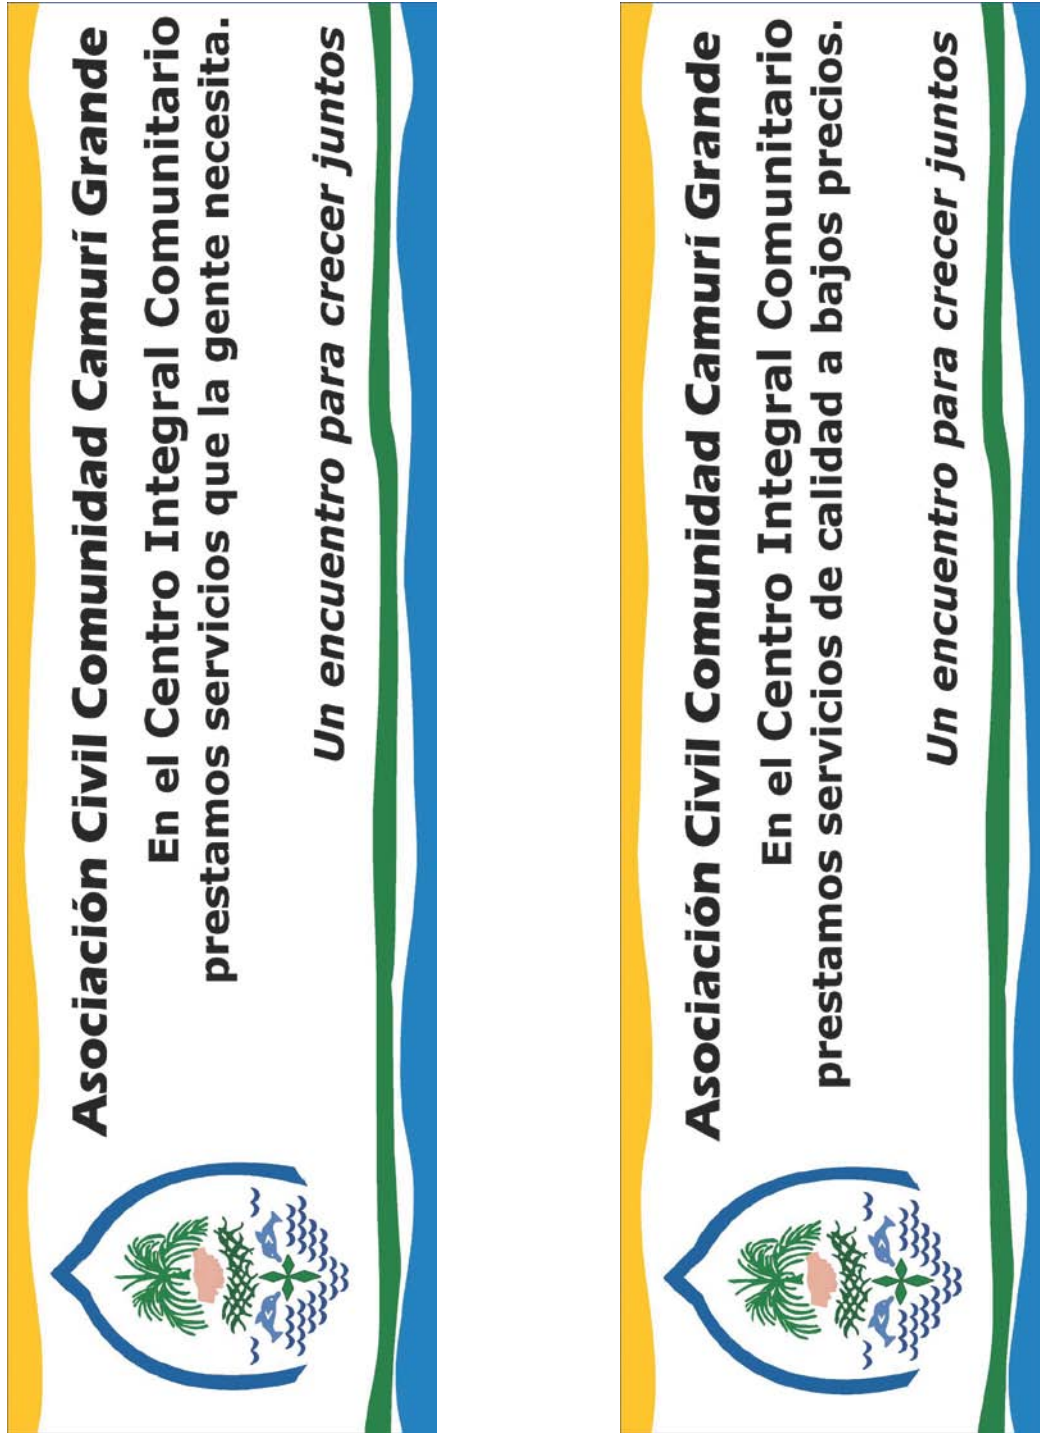 Asociación Civil Comunidad Camurí Grande
En el Centro Integral Comunitario
prestamos servicios que la gente necesita.
Un encuentro para crecer juntos
Asociación Civil Comunidad Camurí Grande
En el Centro Integral Comunitario
prestamos servicios de calidad a bajos precios.
Un encuentro para crecer juntos